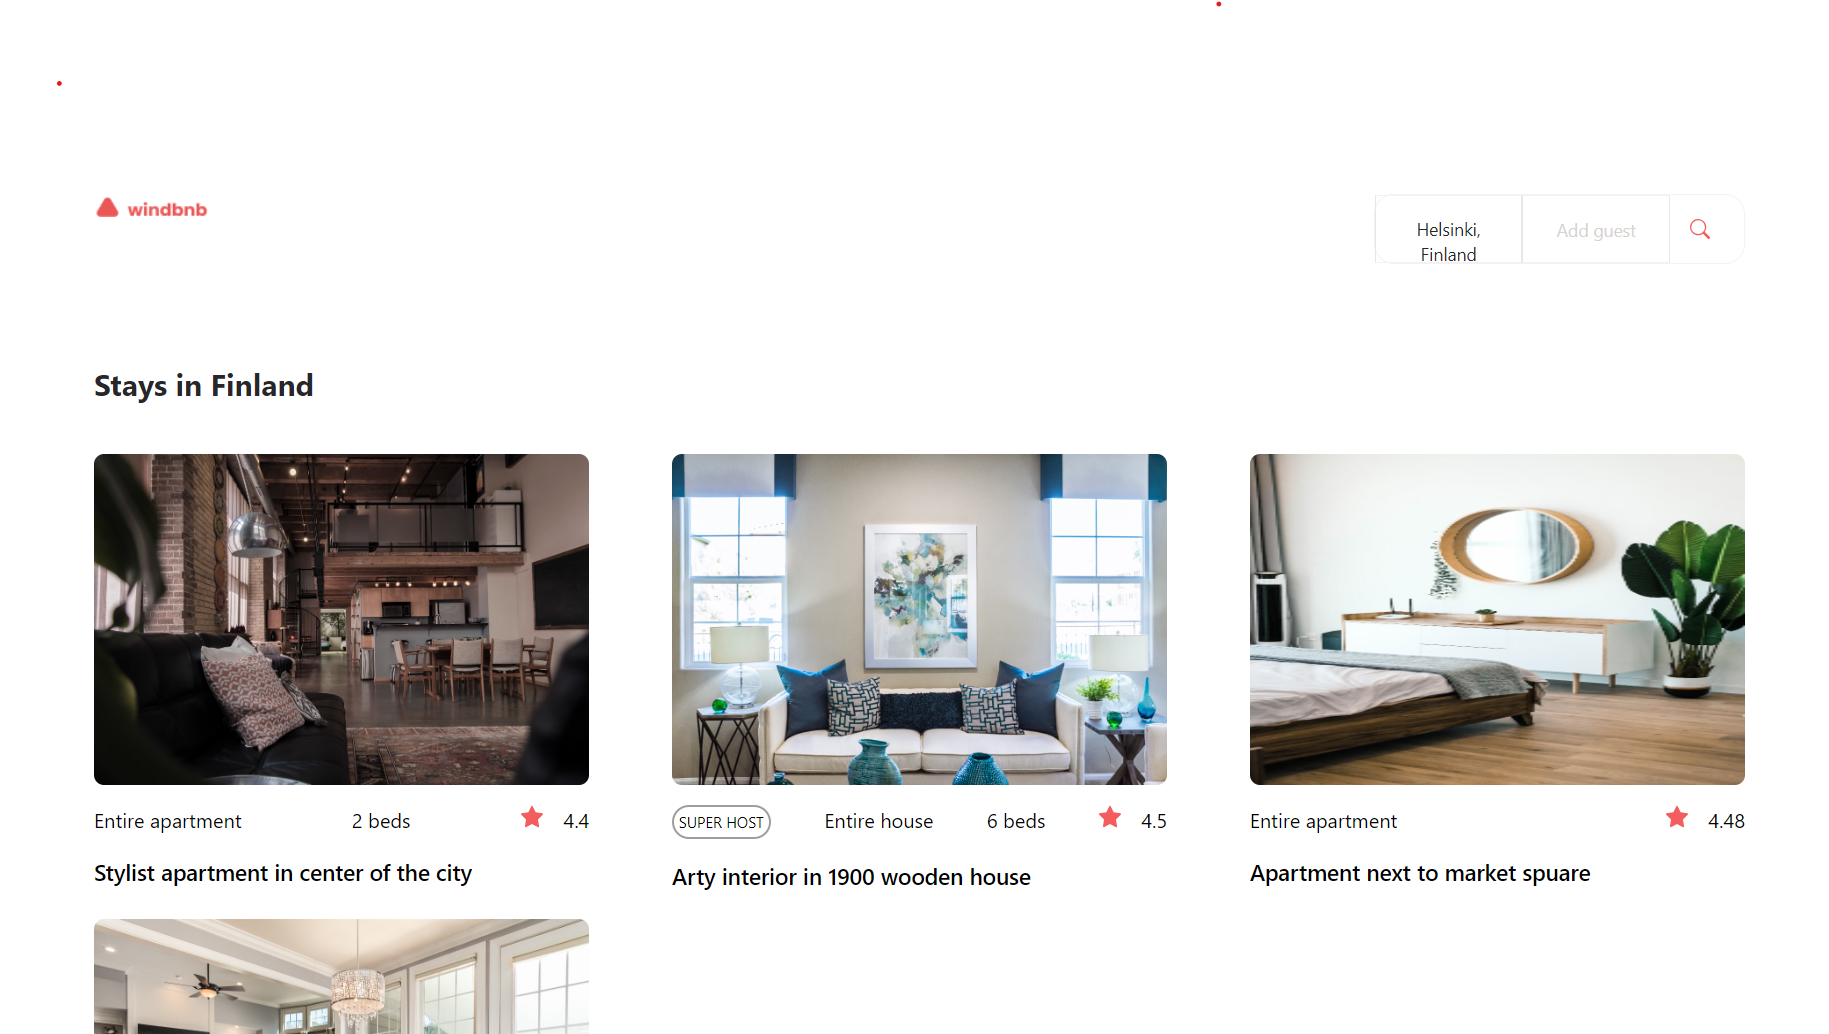 windbnb
Helsinki,
Finland
Add guest
Stays in Finland
Entire apartment 2 beds 4.4
Stylist apartment in center of the city
SUPER HOST Entire house 6 beds 4.5
Arty interior in 1900 wooden house
Entire apartment 4.48
Apartment next to market spuare